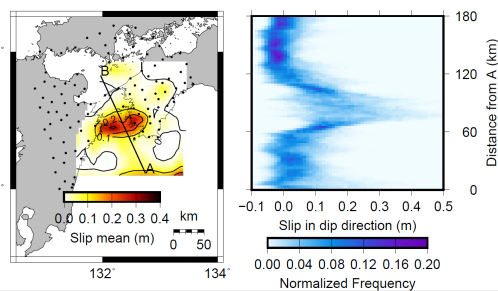 B
A
0.0 0.1 0.2 0.3 0.4
Slip mean (m)
km
0 50
132° 134°
180
120
60
0
Distance from A (km)
−0.1 0.0 0.1 0.2 0.3 0.4 0.5
Slip in dip direction (m)
0.00 0.04 0.08 0.12 0.16 0.20
Normalized Frequency